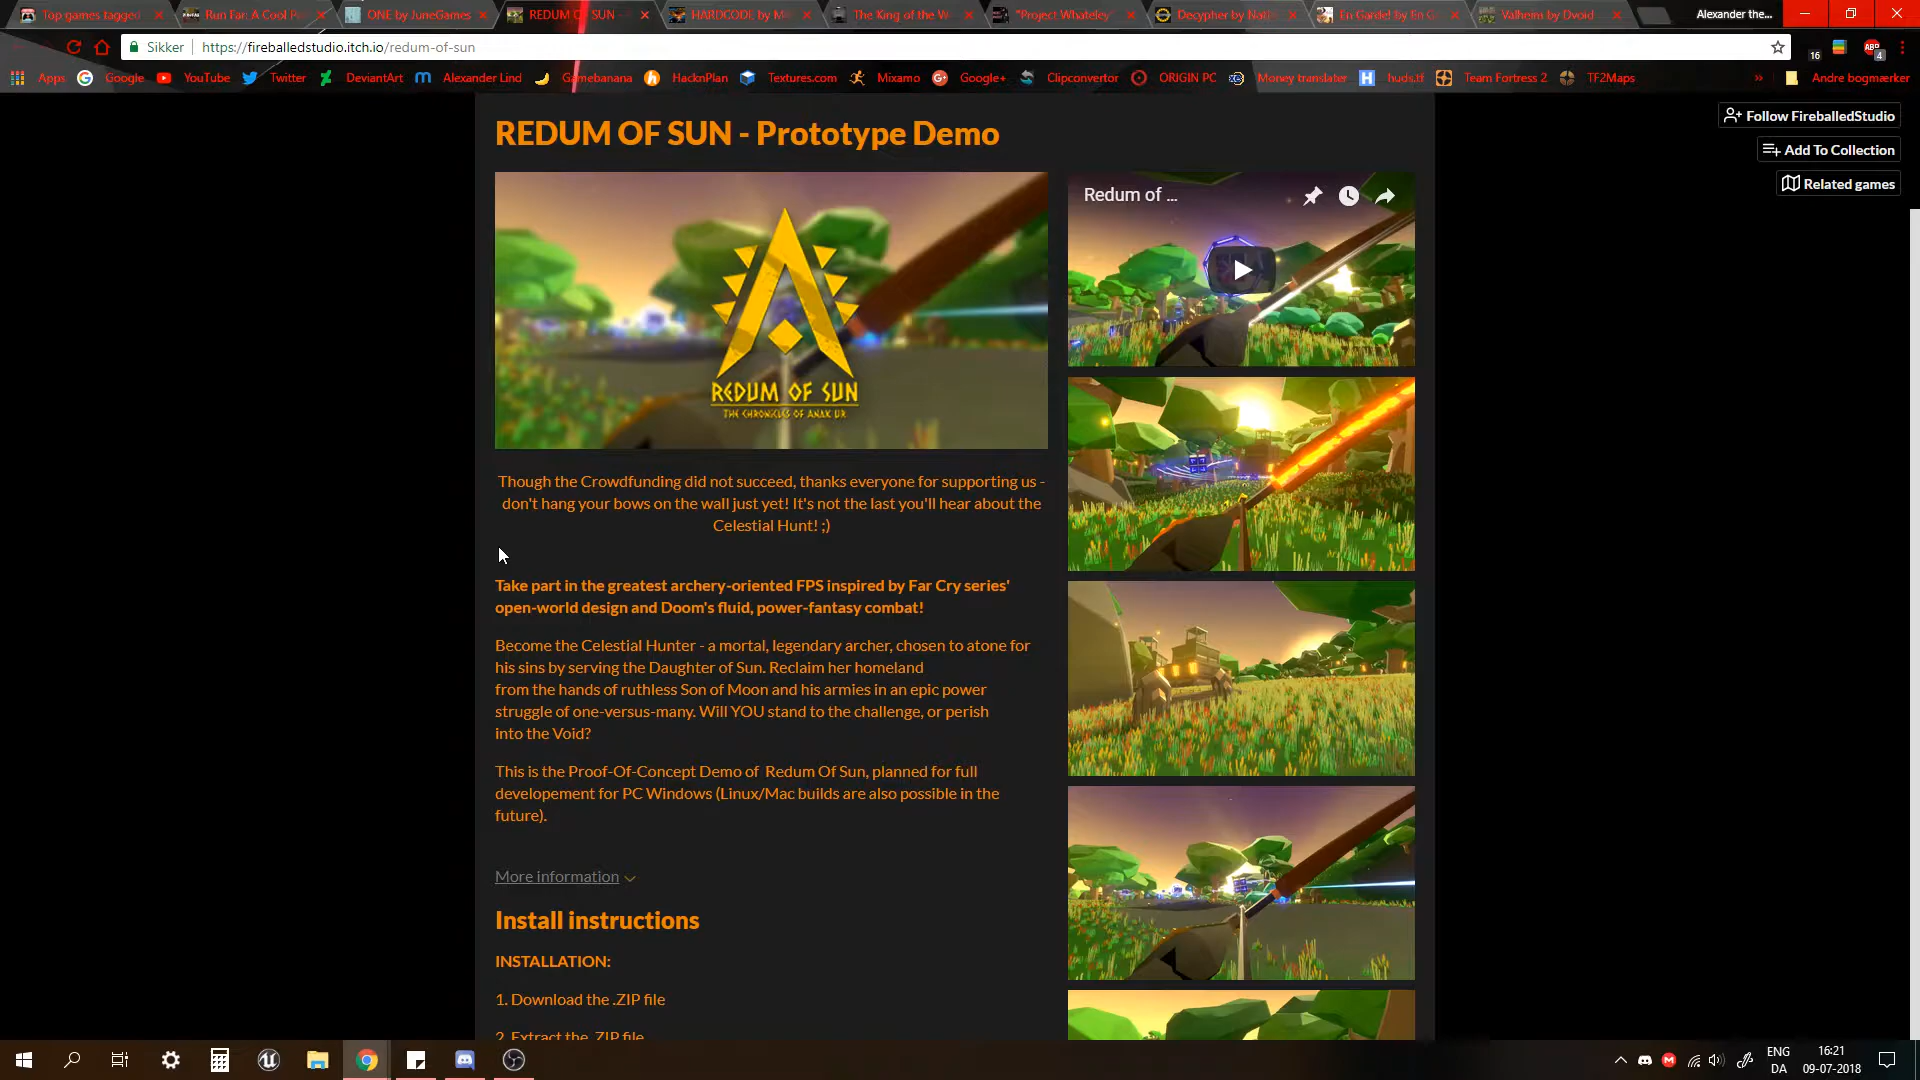 Top games tagged
Run Far: A Cool P
ONE by JuneGames
REDUM OF SUN -
HARDCODE by M
The King of the W
"Project Whateley"
Decypher by Nati
En Garde! by En G
Valheim by Dvoid
Alexander the...
Sikker
https://fireballedstudio.itch.io/redum-of-sun
16
ABP
4
Apps
Google
YouTube
Twitter
DeviantArt
Alexander Lind
Gamebanana
HacknPlan
Textures.com
Mixamo
Google+
Clipconvertor
ORIGIN PC
Money translater
huds.tf
Team Fortress 2
TF2Maps
»
Andre bogmærker
Follow FireballedStudio
Add To Collection
Related games
REDUM OF SUN - Prototype Demo
REDUM OF SUN
THE CHRONICLES OF ANAK UR
Redum of ...
Though the Crowdfunding did not succeed, thanks everyone for supporting us -
don't hang your bows on the wall just yet! It's not the last you'll hear about the
Celestial Hunt! ;)
Take part in the greatest archery-oriented FPS inspired by Far Cry series'
open-world design and Doom's fluid, power-fantasy combat!
Become the Celestial Hunter - a mortal, legendary archer, chosen to atone for
his sins by serving the Daughter of Sun. Reclaim her homeland
from the hands of ruthless Son of Moon and his armies in an epic power
struggle of one-versus-many. Will YOU stand to the challenge, or perish
into the Void?
This is the Proof-Of-Concept Demo of Redum Of Sun, planned for full
developement for PC Windows (Linux/Mac builds are also possible in the
future).
More information
Install instructions
INSTALLATION:
1. Download the .ZIP file
2. Extract the .ZIP file
ENG
DA
16:21
09-07-2018